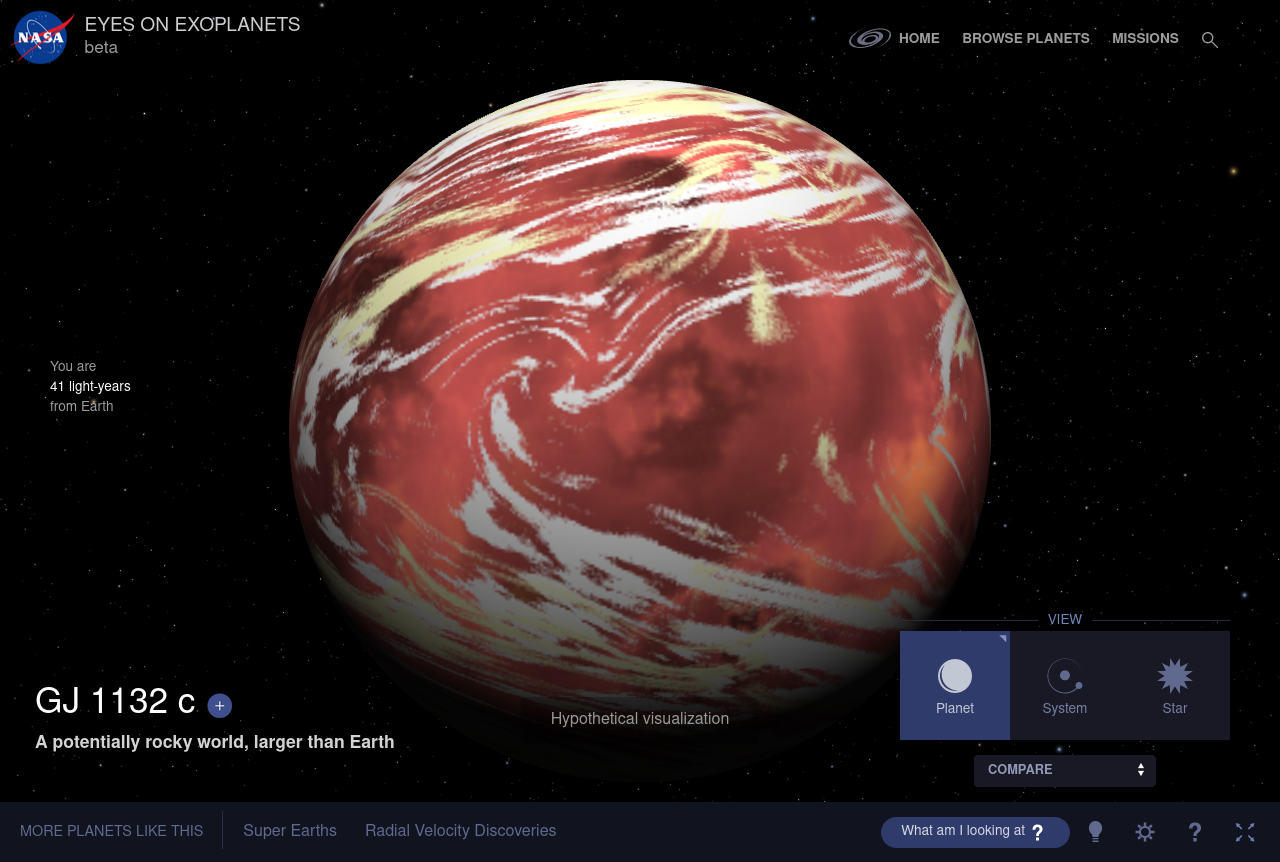 NASA
EYES ON EXOPLANETS
beta
HOME
BROWSE PLANETS
MISSIONS
You are
41 light-years
from Earth
VIEW
Planet
System
Star
GJ 1132 c +
A potentially rocky world, larger than Earth
Hypothetical visualization
COMPARE
MORE PLANETS LIKE THIS
Super Earths
Radial Velocity Discoveries
What am I looking at ?
?